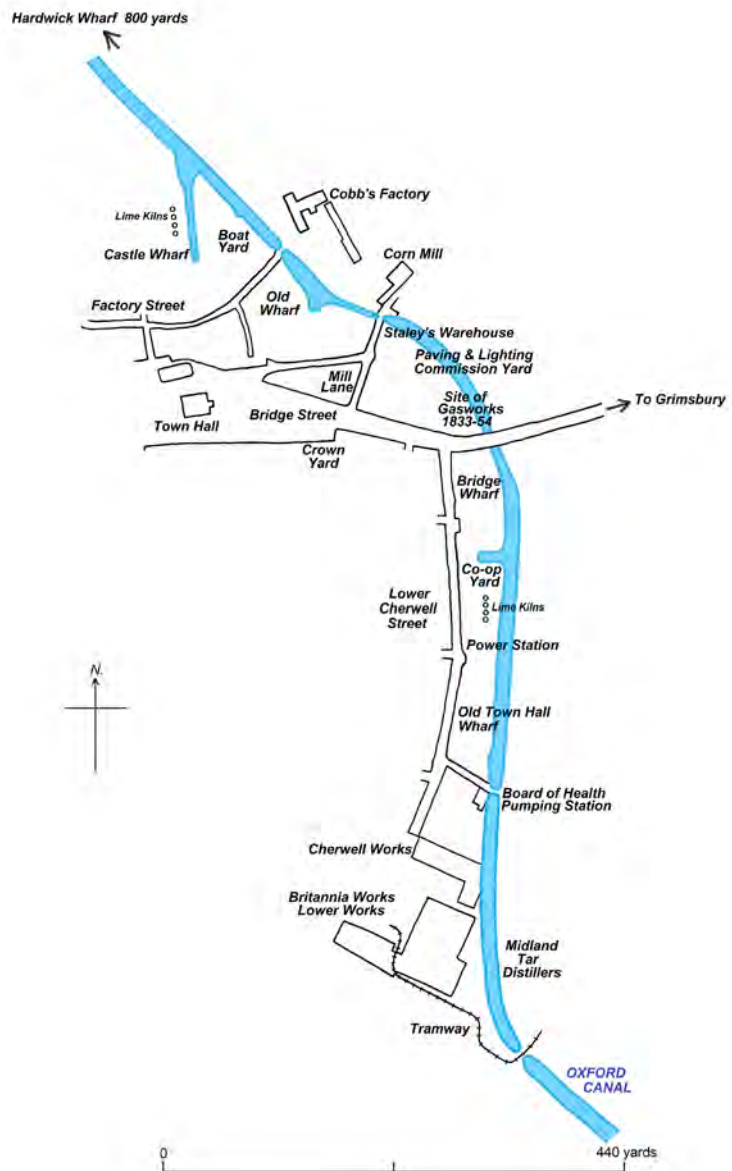 Hardwick Wharf 800 yards
Cobb's Factory
Lime Kilns
Boat
Yard
Castle Wharf
Corn Mill
Factory Street
Old
Wharf
Staley's Warehouse
Paving & Lighting
Commission Yard
Mill
Lane
Site of
Gasworks
1833-54
To Grimsbury
Town Hall
Bridge Street
Crown
Yard
Bridge
Wharf
Co-op
Yard
Lime Kilns
Lower
Cherwell
Street
Power Station
N.
Old Town Hall
Wharf
Board of Health
Pumping Station
Cherwell Works
Britannia Works
Lower Works
Midland
Tar
Distillers
Tramway
OXFORD
CANAL
0
440 yards